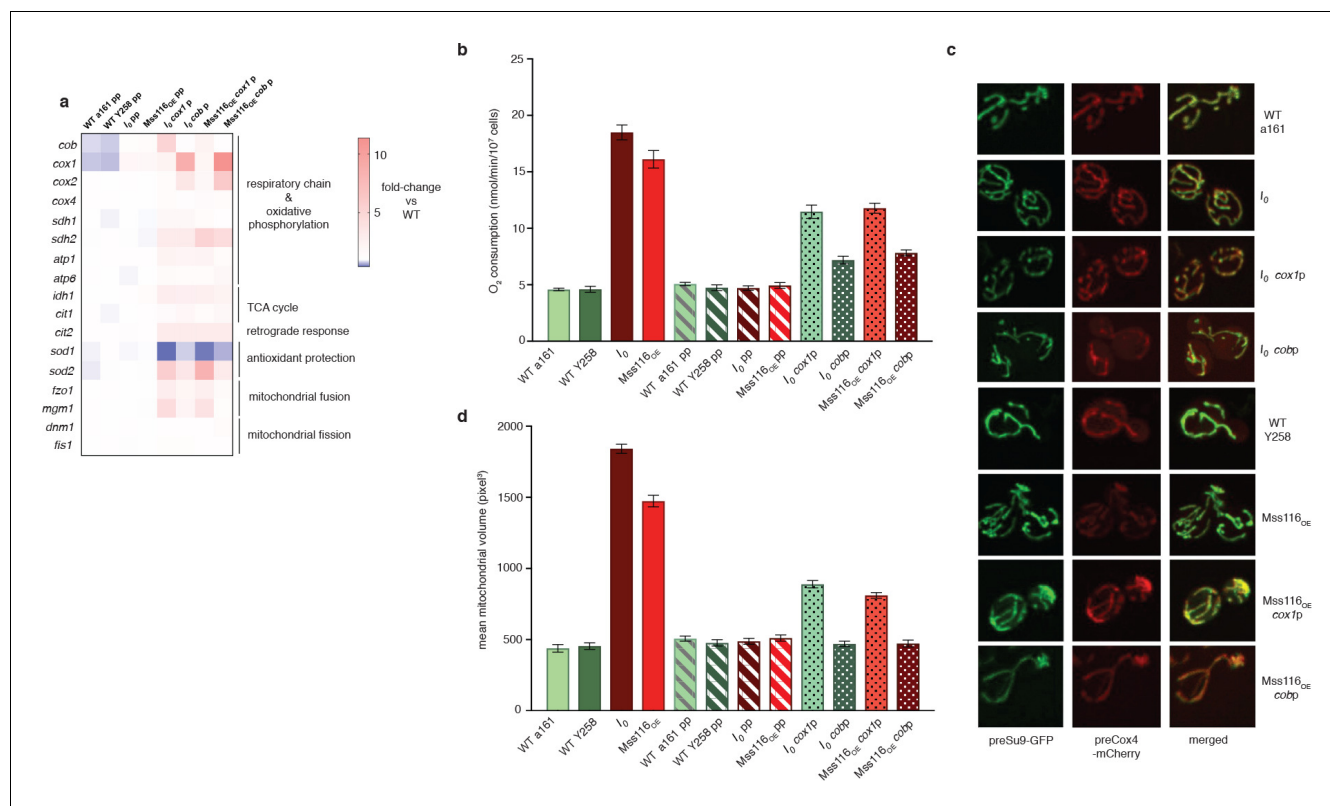 a
WT a161 pp
WT Y258 pp
I0 pp
Mss116OE pp
I0 cox1 p
I0 cob p
Mss116OE cox1 p
Mss116OE cob p
cob
cox1
cox2
cox4
sdh1
sdh2
atp1
atp6
idh1
cit1
cit2
sod1
sod2
fzo1
mgm1
dnm1
fis1
respiratory chain
&
oxidative
phosphorylation
TCA cycle
retrograde response
antioxidant protection
mitochondrial fusion
mitochondrial fission
10
5
fold-change
vs
WT
b
O2 consumption (nmol/min/10⁷ cells)
25
20
15
10
5
0
WT a161
WT Y258
I0
Mss116OE
WT a161 pp
WT Y258 pp
I0 pp
Mss116OE pp
I0 cox1p
I0 cobp
Mss116OE cox1p
Mss116OE cobp
d
mean mitochondrial volume (pixel³)
2000
1500
1000
500
0
WT a161
WT Y258
I0
Mss116OE
WT a161 pp
WT Y258 pp
I0 pp
Mss116OE pp
I0 cox1p
I0 cobp
Mss116OE cox1p
Mss116OE cobp
c
WT
a161
I0
I0 cox1p
I0 cobp
WT
Y258
Mss116OE
Mss116OE
cox1p
Mss116OE
cobp
preSu9-GFP
preCox4
-mCherry
merged